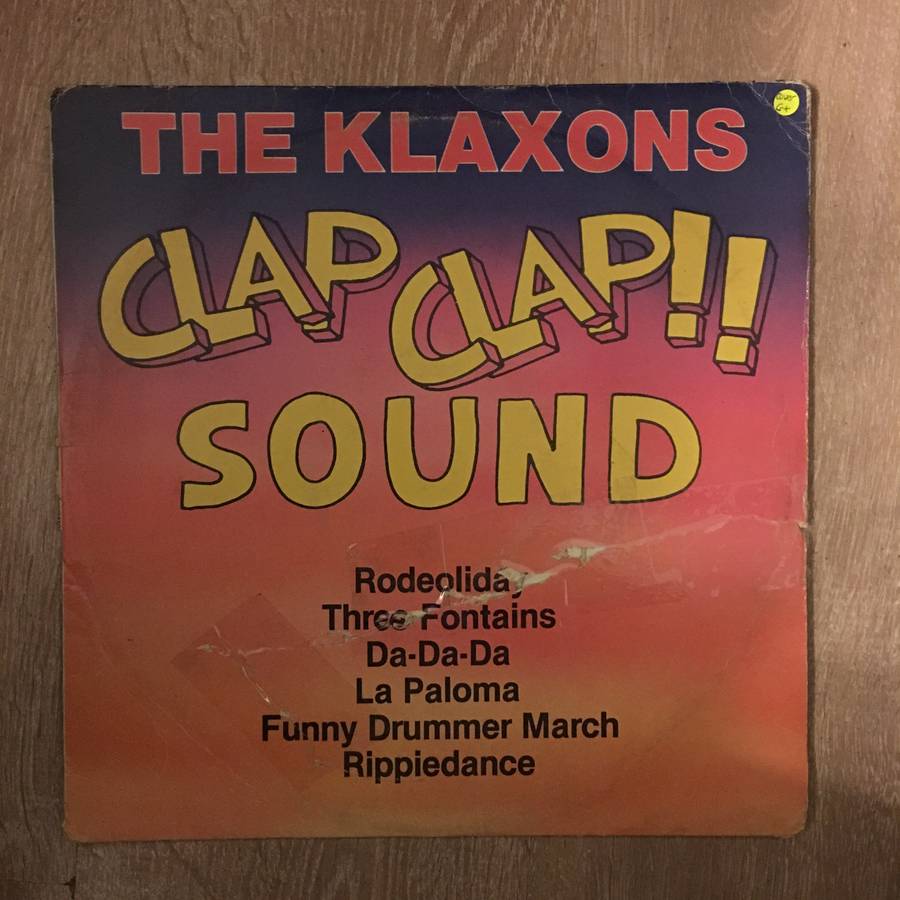 THE KLAXONS
CLAP CLAP!!
SOUND
Rodeoliday
Three Fontains
Da-Da-Da
La Paloma
Funny Drummer March
Rippiedance
G+